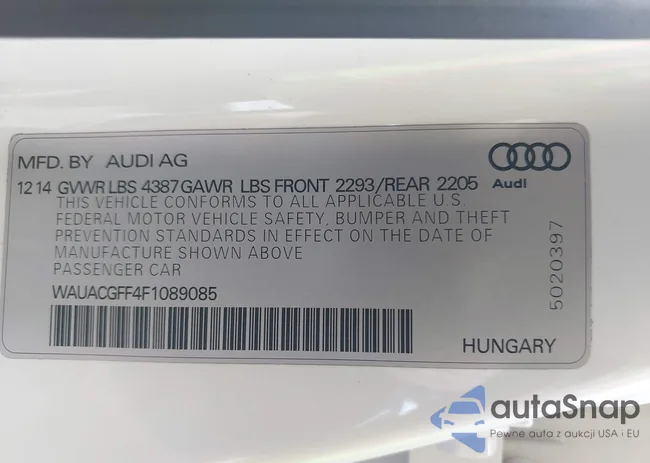 MFD. BY AUDI AG
Audi
12 14 GVWR LBS 4387 GAWR LBS FRONT 2293/REAR 2205
THIS VEHICLE CONFORMS TO ALL APPLICABLE U.S.
FEDERAL MOTOR VEHICLE SAFETY, BUMPER AND THEFT
PREVENTION STANDARDS IN EFFECT ON THE DATE OF
MANUFACTURE SHOWN ABOVE
PASSENGER CAR
5020397
WAUACGFF4F1089085
HUNGARY
autaSnap
Pewne auta z aukcji USA i EU